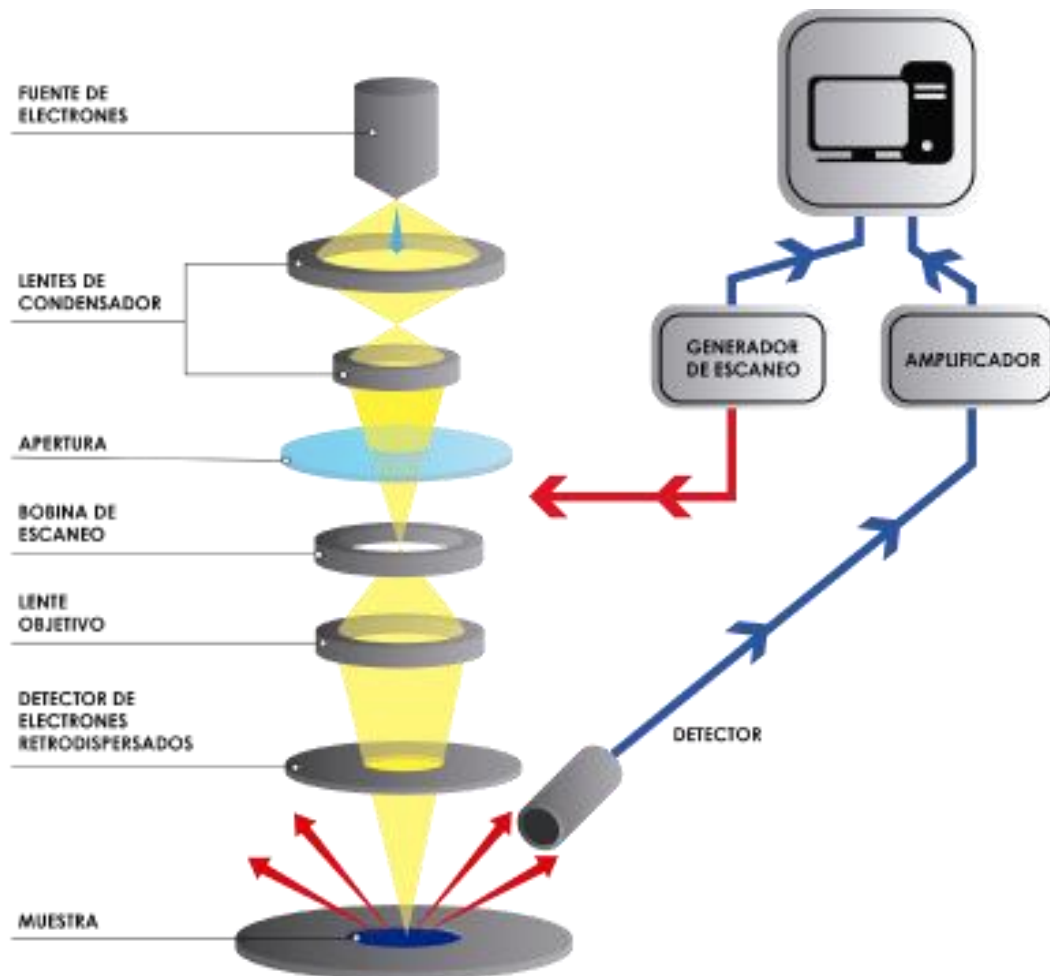 FUENTE DE
ELECTRONES
LENTES DE
CONDENSADOR
APERTURA
BOBINA DE
ESCANEO
LENTE
OBJETIVO
DETECTOR DE
ELECTRONES
RETRODISPERSADOS
MUESTRA
GENERADOR
DE ESCANEO
AMPLIFICADOR
DETECTOR